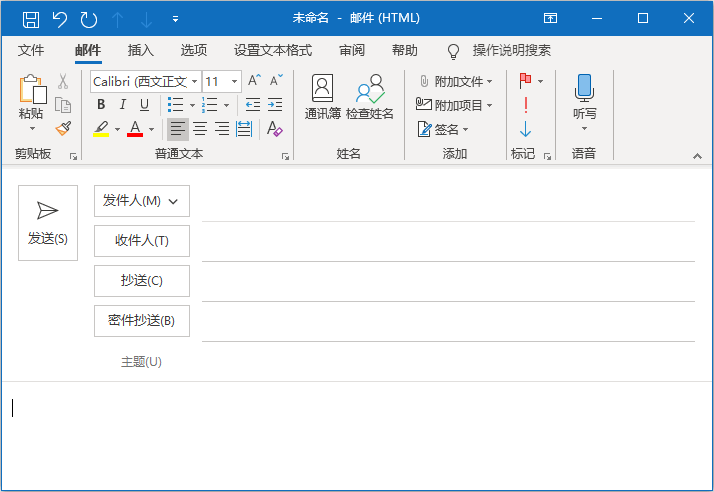 未命名 - 邮件 (HTML)
文件 邮件 插入 选项 设置文本格式 审阅 帮助 操作说明搜索
粘贴
剪贴板
Calibri (西文正文 11 A A
B I U
A A
普通文本
通讯簿 检查姓名
姓名
附加文件
附加项目
签名
添加
标记
听写
语音
发送(S)
发件人(M)
收件人(T)
抄送(C)
密件抄送(B)
主题(U)